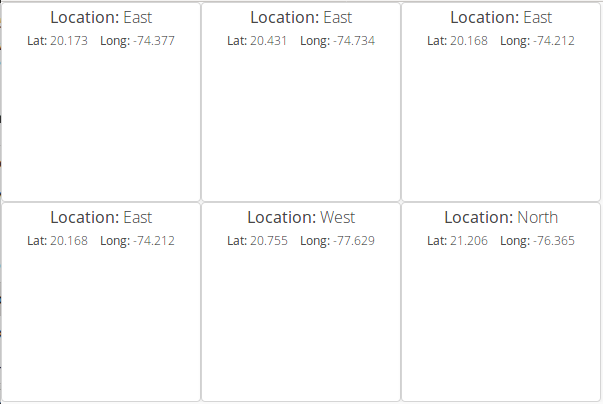 Location: East
Lat: 20.173 Long: -74.377
Location: East
Lat: 20.431 Long: -74.734
Location: East
Lat: 20.168 Long: -74.212
Location: East
Lat: 20.168 Long: -74.212
Location: West
Lat: 20.755 Long: -77.629
Location: North
Lat: 21.206 Long: -76.365